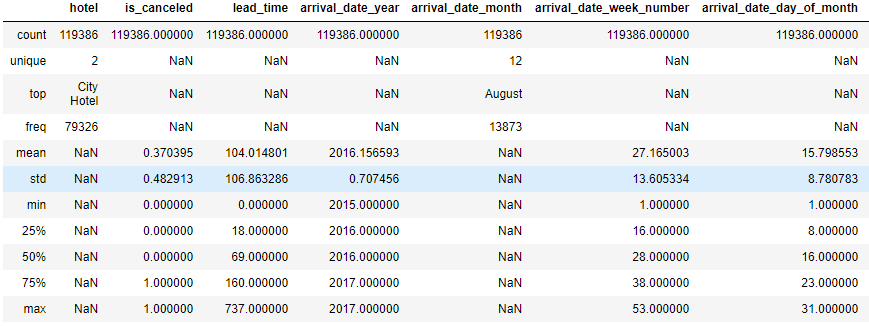 hotel is_canceled lead_time arrival_date_year arrival_date_month arrival_date_week_number arrival_date_day_of_month
count 119386 119386.000000 119386.000000 119386.000000 119386 119386.000000 119386.000000
unique 2 NaN NaN NaN 12 NaN NaN
top City Hotel NaN NaN NaN August NaN NaN
freq 79326 NaN NaN NaN 13873 NaN NaN
mean NaN 0.370395 104.014801 2016.156593 NaN 27.165003 15.798553
std NaN 0.482913 106.863286 0.707456 NaN 13.605334 8.780783
min NaN 0.000000 0.000000 2015.000000 NaN 1.000000 1.000000
25% NaN 0.000000 18.000000 2016.000000 NaN 16.000000 8.000000
50% NaN 0.000000 69.000000 2016.000000 NaN 28.000000 16.000000
75% NaN 1.000000 160.000000 2017.000000 NaN 38.000000 23.000000
max NaN 1.000000 737.000000 2017.000000 NaN 53.000000 31.000000